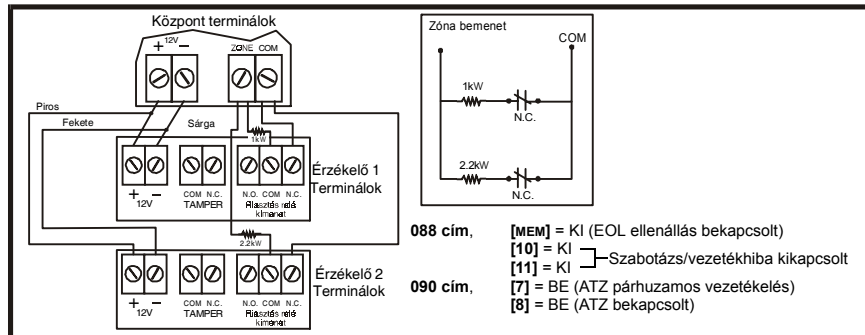 Központ terminálok
+ 12V −
ZONE COM
Piros
Fekete
Sárga
1kW
Érzékelő 1
Terminálok
+ −
12V
COM N.C.
TAMPER
N.O. COM N.C.
Riasztás relé
kimenet
2.2kW
Érzékelő 2
Terminálok
+ −
12V
COM N.C.
TAMPER
N.O. COM N.C.
Riasztás relé
kimenet
Zóna bemenet
COM
1kW
N.C.
2.2kW
N.C.
088 cím, [MEM] = KI (EOL ellenállás bekapcsolt)
[10] = KI
[11] = KI
Szabotázs/vezetékhiba kikapcsolt
090 cím, [7] = BE (ATZ párhuzamos vezetékelés)
[8] = BE (ATZ bekapcsolt)